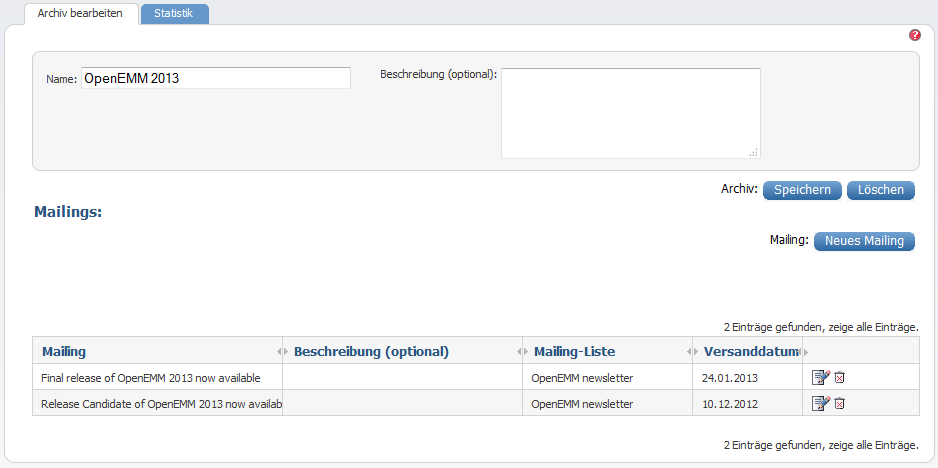 Archiv bearbeiten Statistik
?
Name: OpenEMM 2013 Beschreibung (optional):
Archiv: Speichern Löschen
Mailings:
Mailing: Neues Mailing
2 Einträge gefunden, zeige alle Einträge.
Mailing Beschreibung (optional) Mailing-Liste Versanddatum
Final release of OpenEMM 2013 now available OpenEMM newsletter 24.01.2013
Release Candidate of OpenEMM 2013 now availab OpenEMM newsletter 10.12.2012
2 Einträge gefunden, zeige alle Einträge.